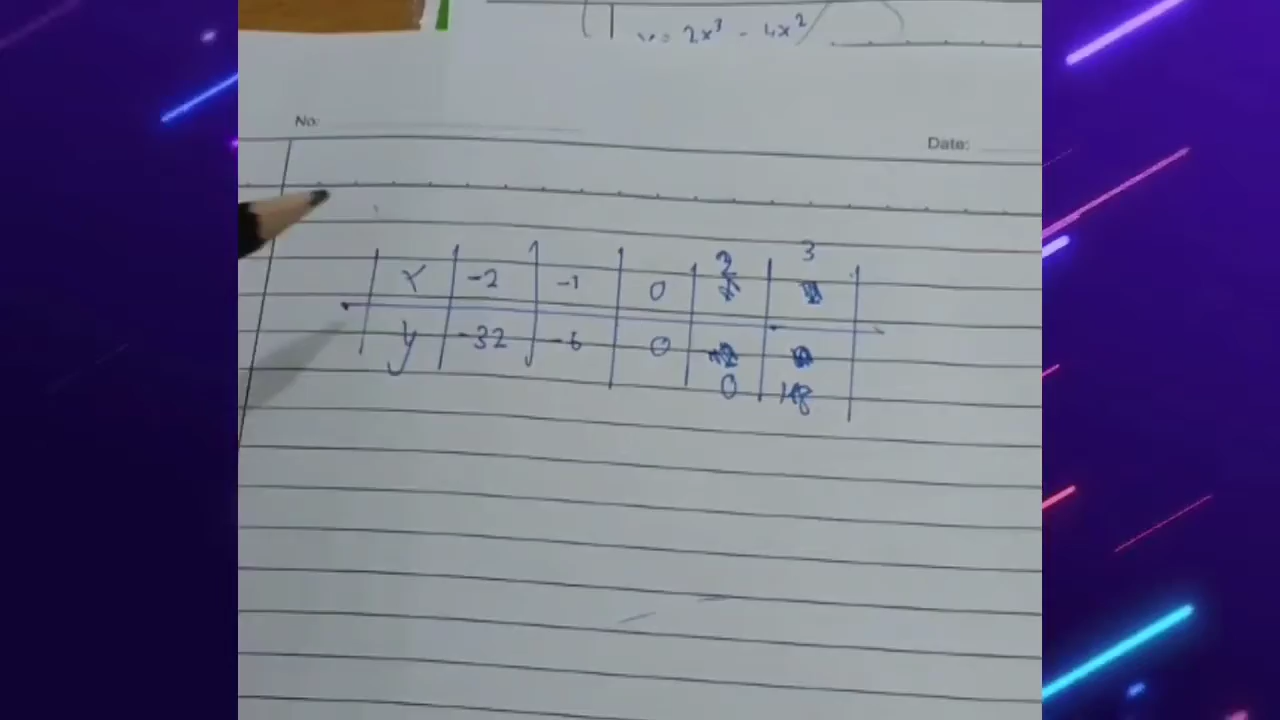 y = 2x³ - 4x²
No:
Date:
x -2 -1 0 2 3
y -32 -6 0 0 18